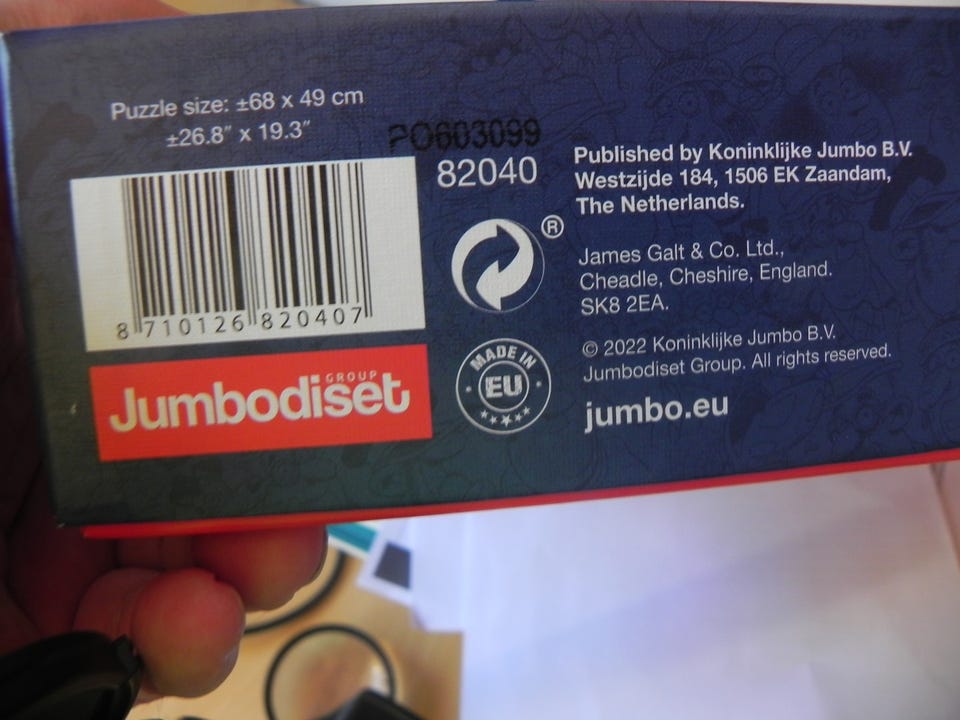 Puzzle size: ±68 x 49 cm
±26.8″ x 19.3″
PO603099
82040
8 710126 820407
GROUP
Jumbodiset
®
MADE IN
EU
Published by Koninklijke Jumbo B.V.
Westzijde 184, 1506 EK Zaandam,
The Netherlands.
James Galt & Co. Ltd.,
Cheadle, Cheshire, England.
SK8 2EA.
© 2022 Koninklijke Jumbo B.V.
Jumbodiset Group. All rights reserved.
jumbo.eu